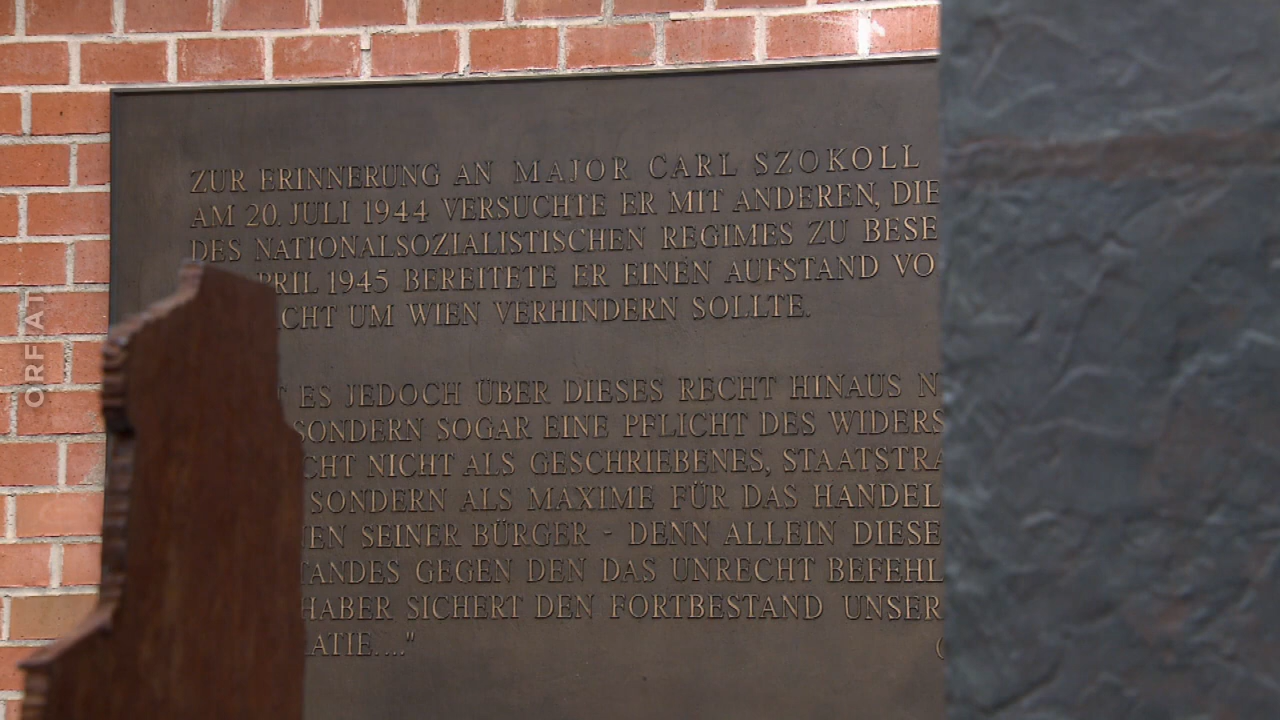 ZUR ERINNERUNG AN MAJOR CARL SZOKOLL
AM 20. JULI 1944 VERSUCHTE ER MIT ANDEREN, DIE
DES NATIONALSOZIALISTISCHEN REGIMES ZU BESE
PRIL 1945 BEREITETE ER EINEN AUFSTAND VO
ACHT UM WIEN VERHINDERN SOLLTE.
T ES JEDOCH ÜBER DIESES RECHT HINAUS N
SONDERN SOGAR EINE PFLICHT DES WIDERS
CHT NICHT ALS GESCHRIEBENES, STAATSTRA
SONDERN ALS MAXIME FÜR DAS HANDEL
NEN SEINER BÜRGER - DENN ALLEIN DIESE
TANDES GEGEN DEN DAS UNRECHT BEFEHL
HABER SICHERT DEN FORTBESTAND UNSER
ATIE...."
ORF AT